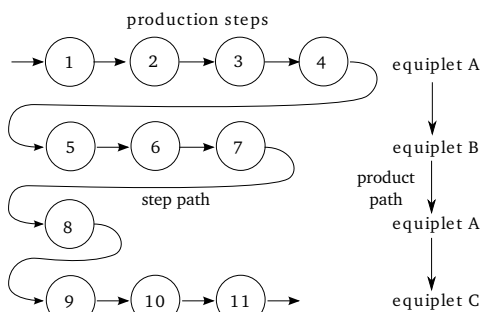 production steps
1 2 3 4 equiplet A
5 6 7 equiplet B
step path
product
path
8 equiplet A
9 10 11 equiplet C